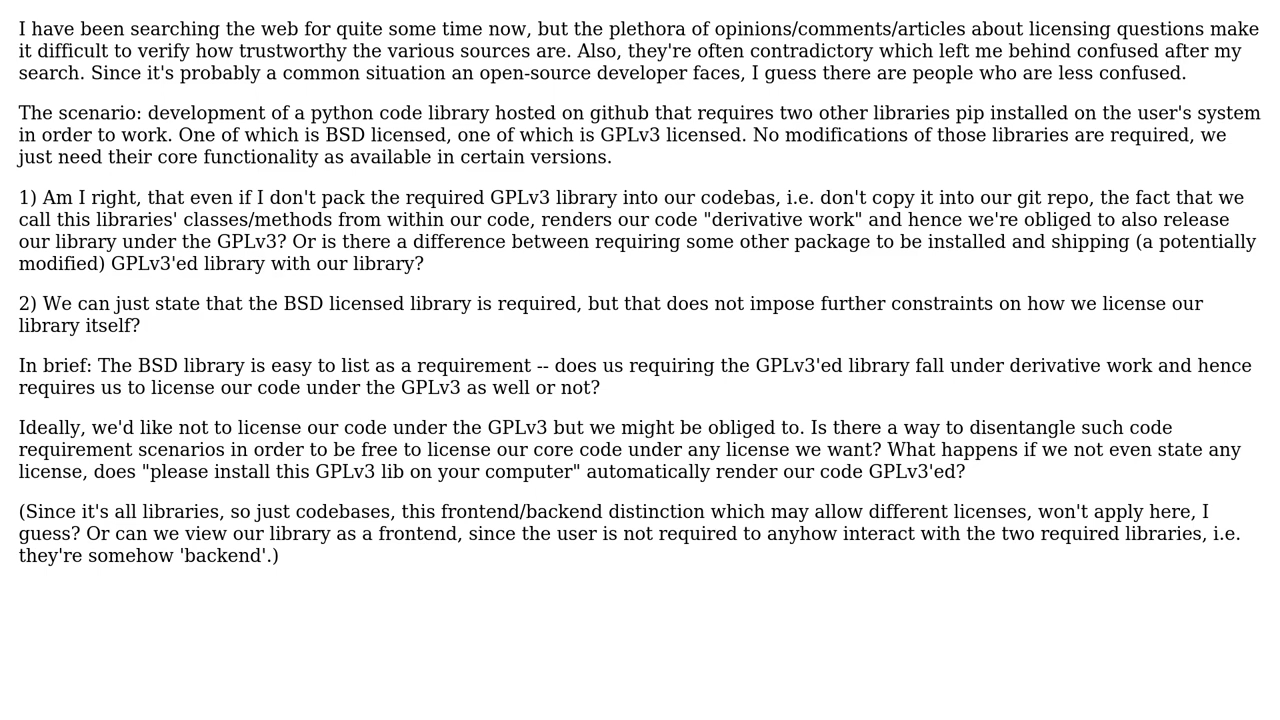 I have been searching the web for quite some time now, but the plethora of opinions/comments/articles about licensing questions make
it difficult to verify how trustworthy the various sources are. Also, they're often contradictory which left me behind confused after my
search. Since it's probably a common situation an open-source developer faces, I guess there are people who are less confused.
The scenario: development of a python code library hosted on github that requires two other libraries pip installed on the user's system
in order to work. One of which is BSD licensed, one of which is GPLv3 licensed. No modifications of those libraries are required, we
just need their core functionality as available in certain versions.
1) Am I right, that even if I don't pack the required GPLv3 library into our codebas, i.e. don't copy it into our git repo, the fact that we
call this libraries' classes/methods from within our code, renders our code "derivative work" and hence we're obliged to also release
our library under the GPLv3? Or is there a difference between requiring some other package to be installed and shipping (a potentially
modified) GPLv3'ed library with our library?
2) We can just state that the BSD licensed library is required, but that does not impose further constraints on how we license our
library itself?
In brief: The BSD library is easy to list as a requirement -- does us requiring the GPLv3'ed library fall under derivative work and hence
requires us to license our code under the GPLv3 as well or not?
Ideally, we'd like not to license our code under the GPLv3 but we might be obliged to. Is there a way to disentangle such code
requirement scenarios in order to be free to license our core code under any license we want? What happens if we not even state any
license, does "please install this GPLv3 lib on your computer" automatically render our code GPLv3'ed?
(Since it's all libraries, so just codebases, this frontend/backend distinction which may allow different licenses, won't apply here, I
guess? Or can we view our library as a frontend, since the user is not required to anyhow interact with the two required libraries, i.e.
they're somehow 'backend'.)